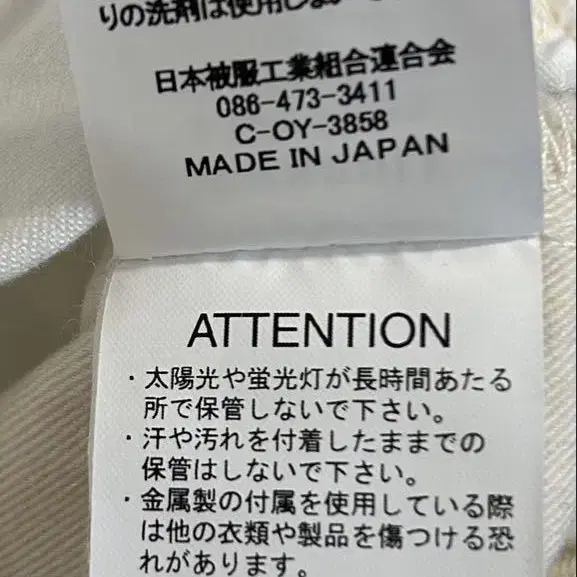 りの洗剤は使用しないで
日本被服工業組合連合会
086-473-3411
C-OY-3858
MADE IN JAPAN
ATTENTION
・太陽光や蛍光灯が長時間あたる
所で保管しないで下さい。
・汗や汚れを付着したままでの
保管はしないで下さい。
・金属製の付属を使用している際
は他の衣類や製品を傷つける恐
れがあります。